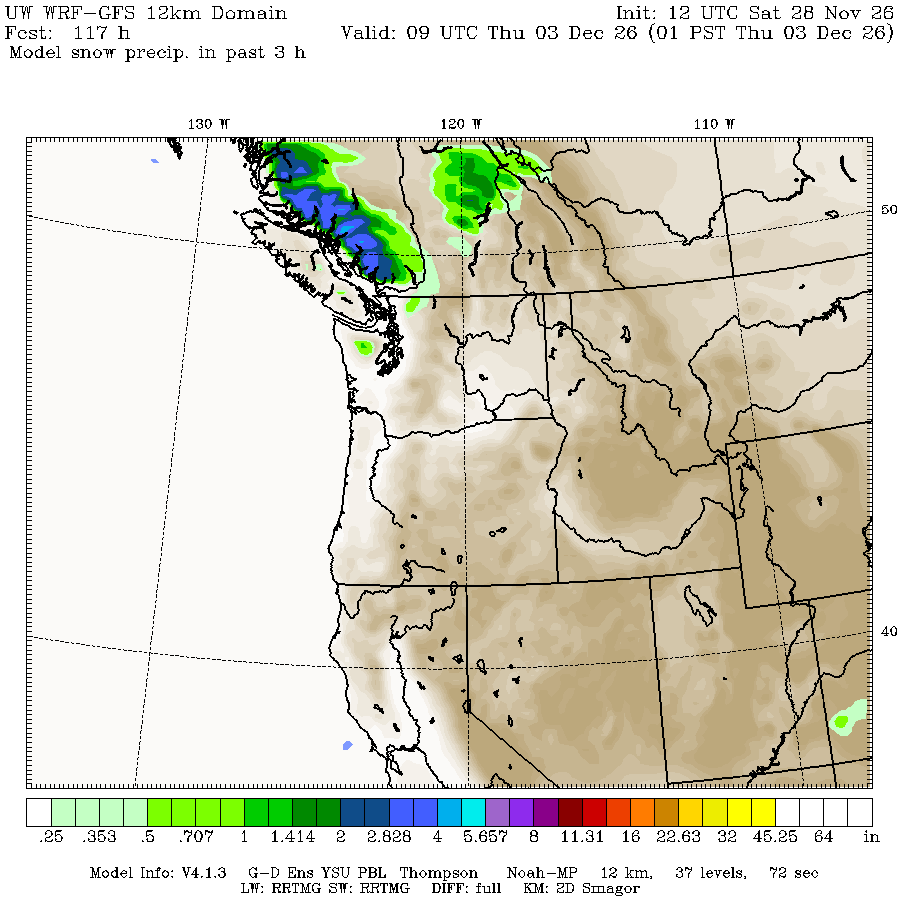 UW WRF-GFS 12km Domain Init: 12 UTC Sat 28 Nov 26
Fcst: 117 h Valid: 09 UTC Thu 03 Dec 26 (01 PST Thu 03 Dec 26)
Model snow precip. in past 3 h
130 W 120 W 110 W
50
40
.25 .353 .5 .707 1 1.414 2 2.828 4 5.657 8 11.31 16 22.63 32 45.25 64 in
Model Info: V4.1.3 G-D Ens YSU PBL Thompson Noah-MP 12 km, 37 levels, 72 sec
LW: RRTMG SW: RRTMG DIFF: full KM: 2D Smagor